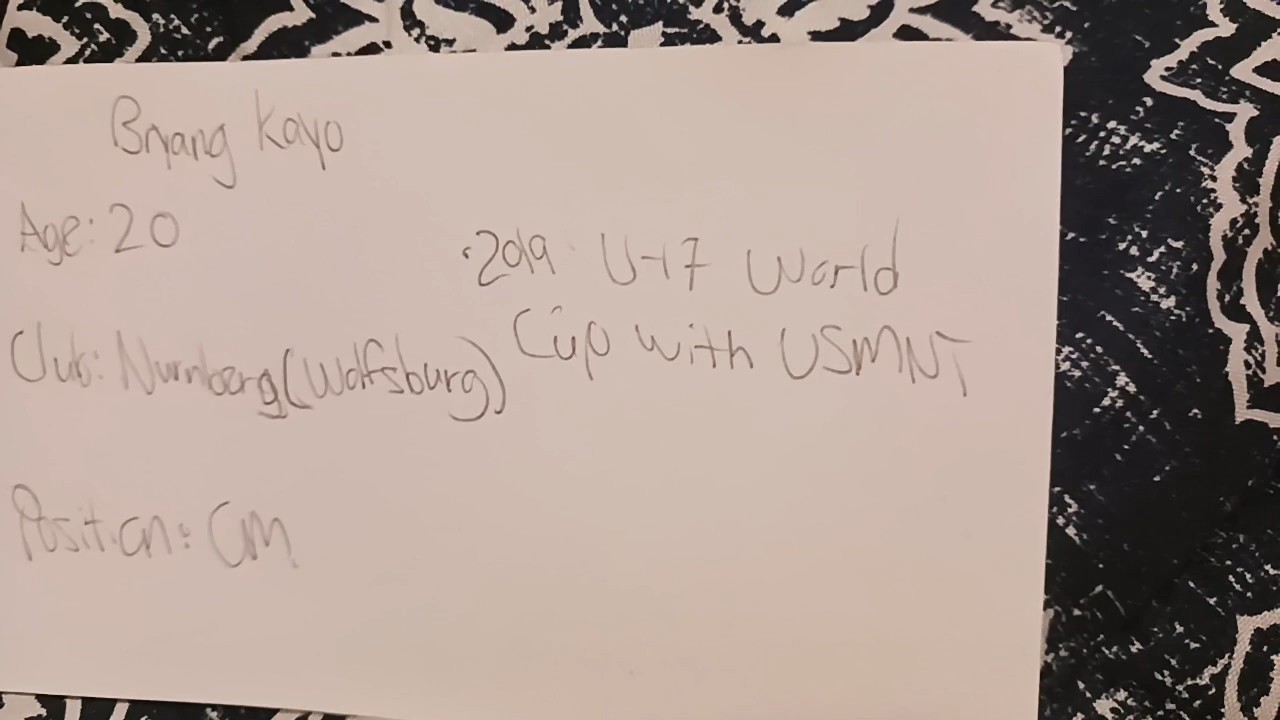 Bryang Kayo
Age: 20
Club: Nurnberg (Wolfsburg)
Position: CM
· 2019 U-17 World
Cup with USMNT